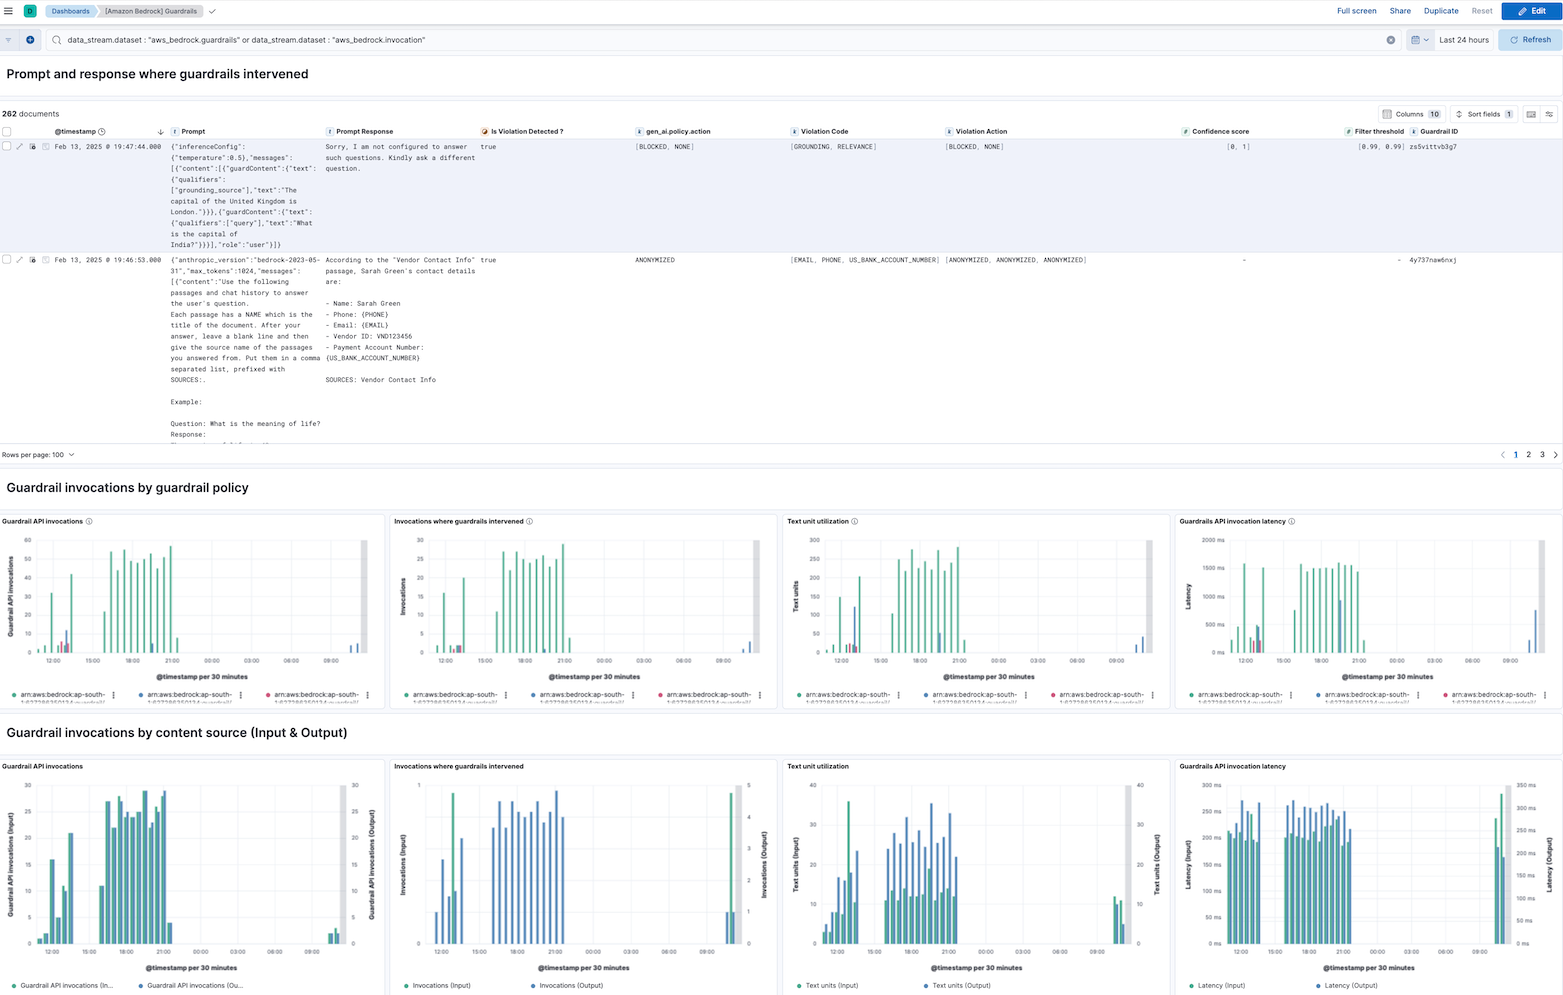 D Dashboards [Amazon Bedrock] Guardrails Full screen Share Duplicate Reset Edit
data_stream.dataset : "aws_bedrock.guardrails" or data_stream.dataset : "aws_bedrock.invocation" Last 24 hours Refresh
Prompt and response where guardrails intervened
262 documents Columns 10 Sort fields 1
@timestamp Prompt Prompt Response Is Violation Detected ? gen_ai.policy.action Violation Code Violation Action Confidence score Filter threshold Guardrail ID
Feb 13, 2025 @ 19:47:44.000
{"inferenceConfig":
{"temperature":0.5},"messages":
[{"content":[{"guardContent":{"text":
{"qualifiers":
["grounding_source"],"text":"The
capital of the United Kingdom is
London."}}},{"guardContent":{"text":
{"qualifiers":["query"],"text":"What
is the capital of
India?"}}}],"role":"user"}]}
Sorry, I am not configured to answer
such questions. Kindly ask a different
question.
true
[BLOCKED, NONE]
[GROUNDING, RELEVANCE]
[BLOCKED, NONE]
[0, 1]
[0.99, 0.99]
zs5vittvb3g7
Feb 13, 2025 @ 19:46:53.000
{"anthropic_version":"bedrock-2023-05-
31","max_tokens":1024,"messages":
[{"content":"Use the following
passages and chat history to answer
the user's question.
Each passage has a NAME which is the
title of the document. After your
answer, leave a blank line and then
give the source name of the passages
you answered from. Put them in a comma
separated list, prefixed with
SOURCES:.
Example:
Question: What is the meaning of life?
Response:
According to the "Vendor Contact Info"
passage, Sarah Green's contact details
are:
- Name: Sarah Green
- Phone: {PHONE}
- Email: {EMAIL}
- Vendor ID: VND123456
- Payment Account Number:
{US_BANK_ACCOUNT_NUMBER}
SOURCES: Vendor Contact Info
true
ANONYMIZED
[EMAIL, PHONE, US_BANK_ACCOUNT_NUMBER]
[ANONYMIZED, ANONYMIZED, ANONYMIZED]
-
-
4y737naw6nxj
Rows per page: 100 1 2 3
Guardrail invocations by guardrail policy
Guardrail API invocations
60
50
40
30
20
10
0
Guardrail API invocations
12:00 15:00 18:00 21:00 00:00 03:00 06:00 09:00
@timestamp per 30 minutes
arn:aws:bedrock:ap-south- arn:aws:bedrock:ap-south- arn:aws:bedrock:ap-south-
Invocations where guardrails intervened
30
25
20
15
10
5
0
Invocations
12:00 15:00 18:00 21:00 00:00 03:00 06:00 09:00
@timestamp per 30 minutes
arn:aws:bedrock:ap-south- arn:aws:bedrock:ap-south- arn:aws:bedrock:ap-south-
Text unit utilization
300
250
200
150
100
50
0
Text units
12:00 15:00 18:00 21:00 00:00 03:00 06:00 09:00
@timestamp per 30 minutes
arn:aws:bedrock:ap-south- arn:aws:bedrock:ap-south- arn:aws:bedrock:ap-south-
Guardrails API invocation latency
2000 ms
1500 ms
1000 ms
500 ms
0 ms
Latency
12:00 15:00 18:00 21:00 00:00 03:00 06:00 09:00
@timestamp per 30 minutes
arn:aws:bedrock:ap-south- arn:aws:bedrock:ap-south- arn:aws:bedrock:ap-south-
Guardrail invocations by content source (Input & Output)
Guardrail API invocations
30
25
20
15
10
5
0
Guardrail API invocations (Input)
30
25
20
15
10
5
0
Guardrail API invocations (Output)
12:00 15:00 18:00 21:00 00:00 03:00 06:00 09:00
@timestamp per 30 minutes
Guardrail API invocations (In... Guardrail API invocations (Ou...
Invocations where guardrails intervened
1
0
Invocations (Input)
5
4
3
2
1
0
Invocations (Output)
12:00 15:00 18:00 21:00 00:00 03:00 06:00 09:00
@timestamp per 30 minutes
Invocations (Input) Invocations (Output)
Text unit utilization
40
30
20
10
0
Text units (Input)
40
30
20
10
0
Text units (Output)
12:00 15:00 18:00 21:00 00:00 03:00 06:00 09:00
@timestamp per 30 minutes
Text units (Input) Text units (Output)
Guardrails API invocation latency
300 ms
250 ms
200 ms
150 ms
100 ms
50 ms
0 ms
Latency (Input)
350 ms
300 ms
250 ms
200 ms
150 ms
100 ms
50 ms
0 ms
Latency (Output)
12:00 15:00 18:00 21:00 00:00 03:00 06:00 09:00
@timestamp per 30 minutes
Latency (Input) Latency (Output)